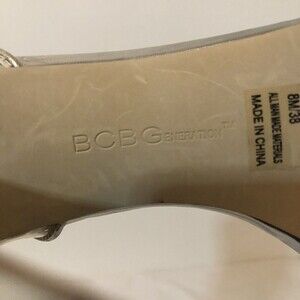 BCBGENERATION™
8M/38
ALL MAN MADE MATERIALS
MADE IN CHINA